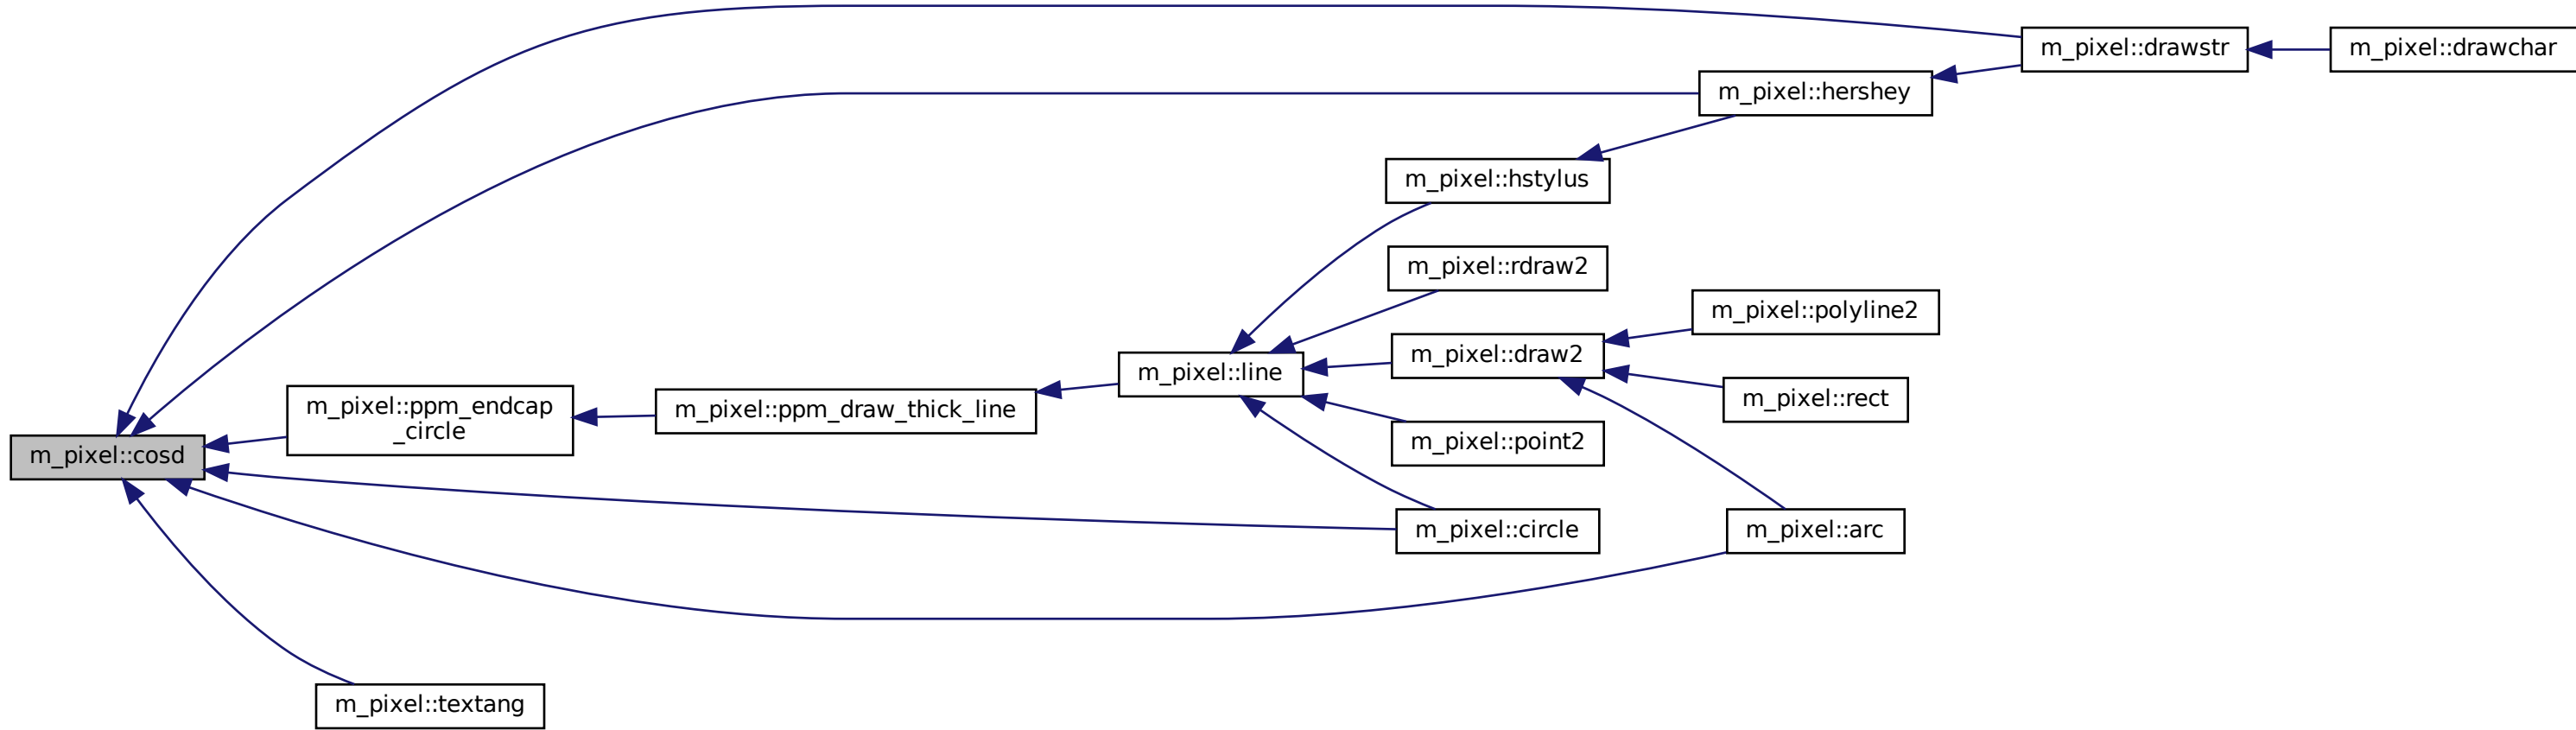 m_pixel::drawstr
m_pixel::drawchar
m_pixel::hershey
m_pixel::hstylus
m_pixel::rdraw2
m_pixel::polyline2
m_pixel::draw2
m_pixel::line
m_pixel::rect
m_pixel::ppm_endcap
_circle
m_pixel::ppm_draw_thick_line
m_pixel::point2
m_pixel::cosd
m_pixel::circle
m_pixel::arc
m_pixel::textang